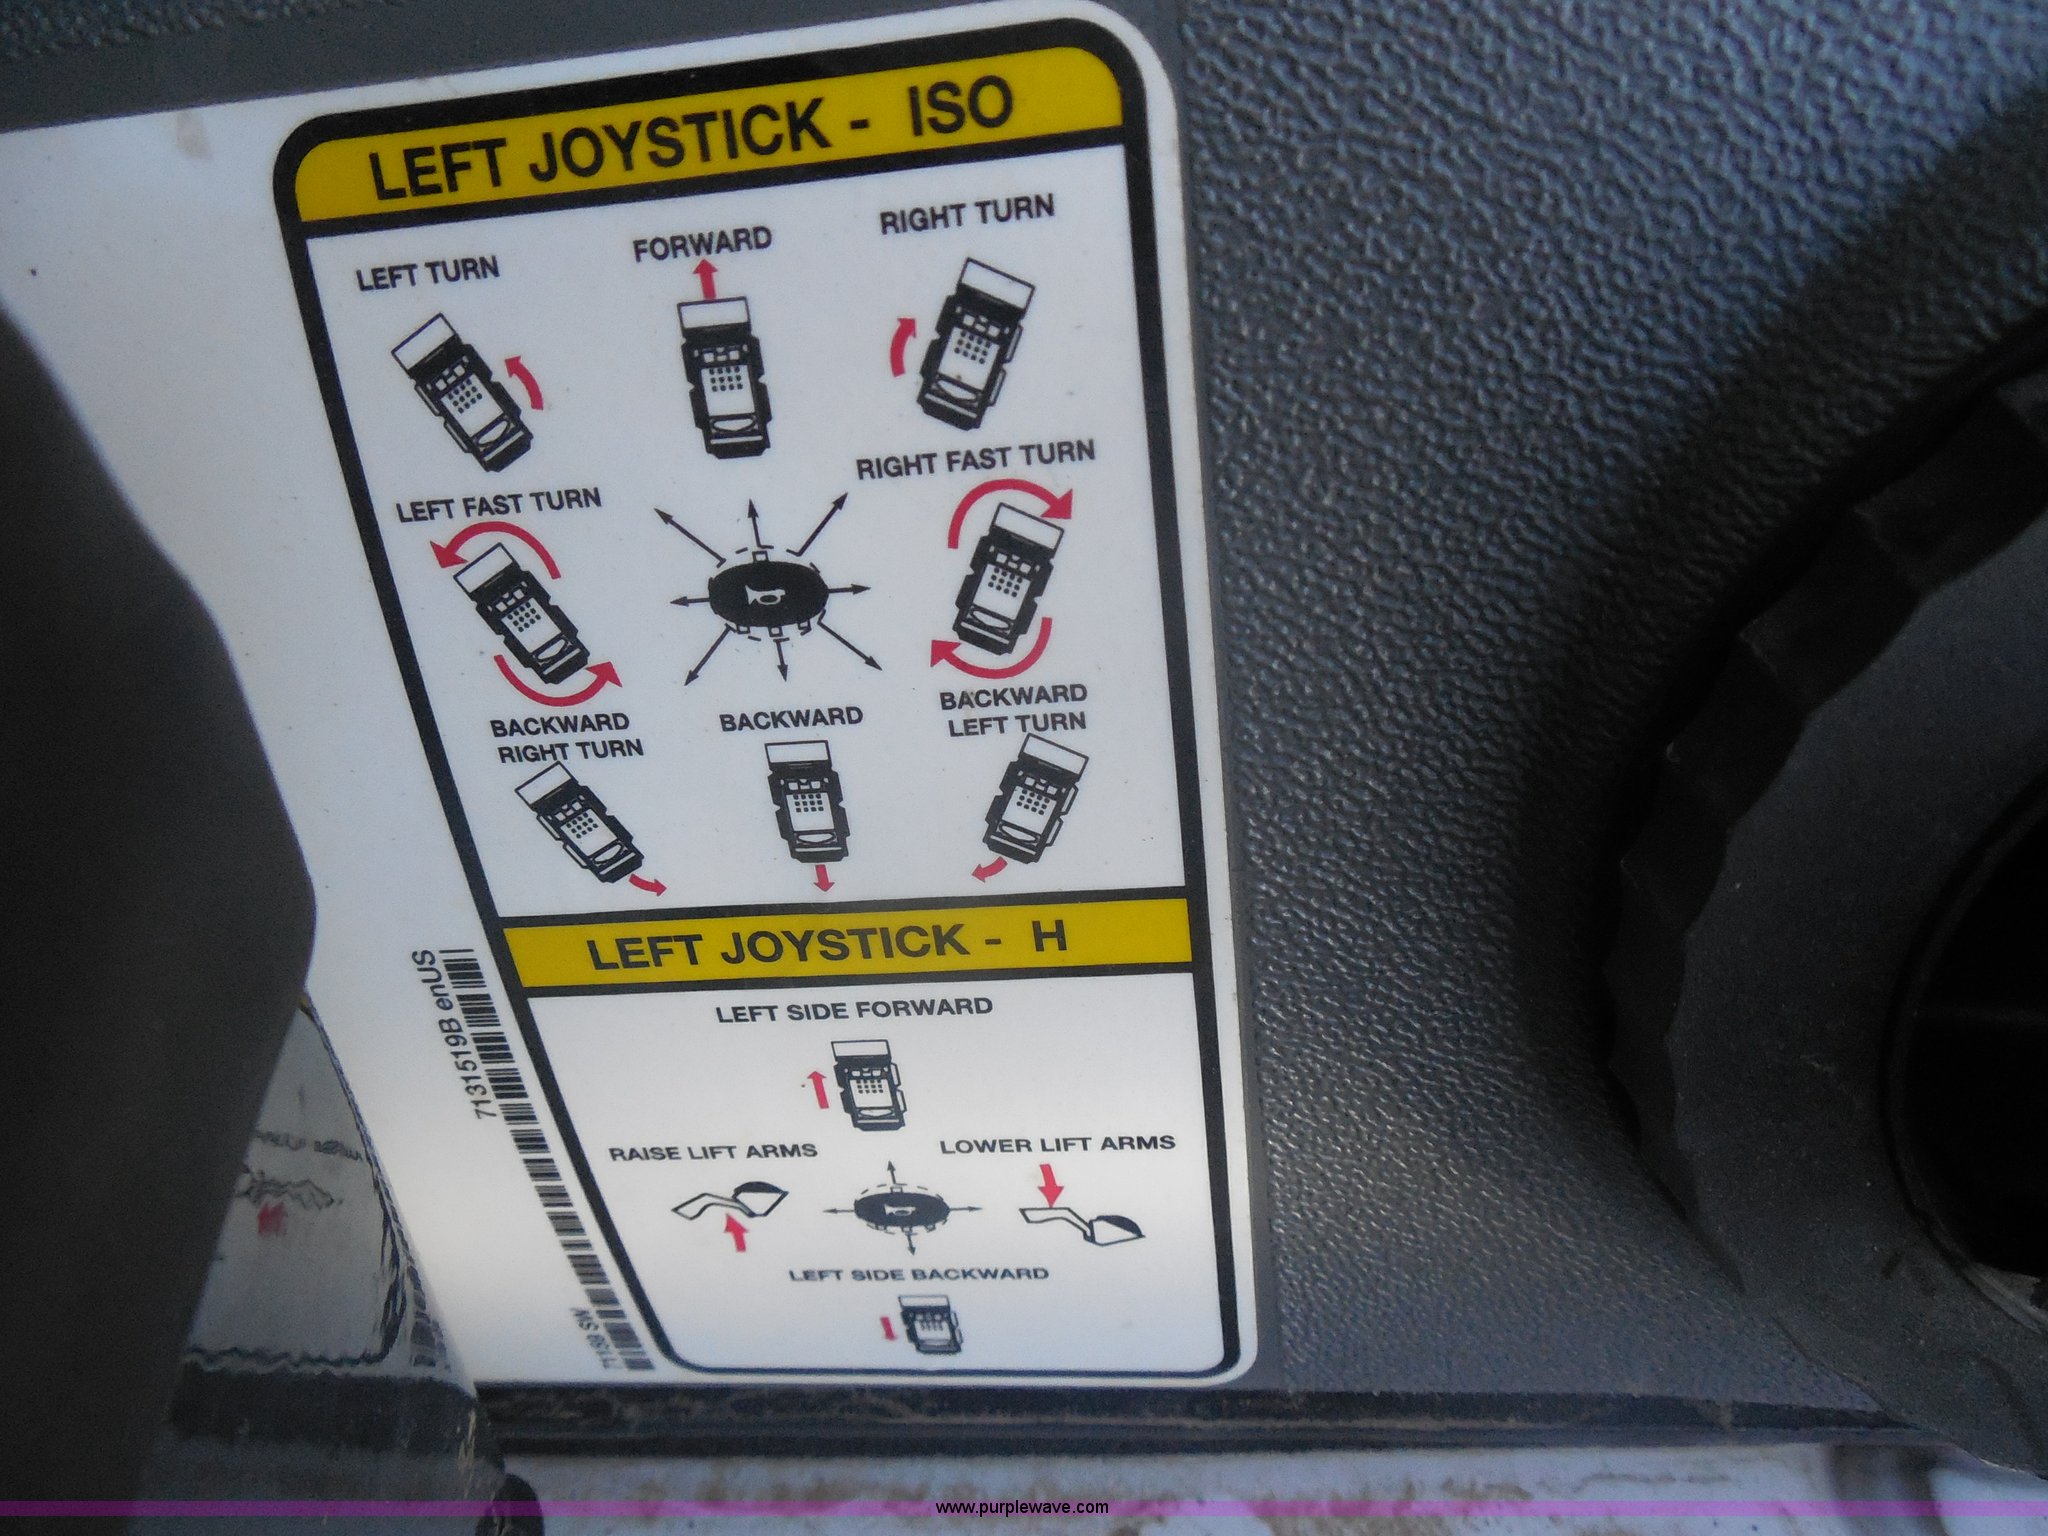 LEFT JOYSTICK - ISO
LEFT TURN
FORWARD
RIGHT TURN
LEFT FAST TURN
RIGHT FAST TURN
BACKWARD
RIGHT TURN
BACKWARD
BACKWARD
LEFT TURN
LEFT JOYSTICK - H
LEFT SIDE FORWARD
RAISE LIFT ARMS
LOWER LIFT ARMS
LEFT SIDE BACKWARD
7131519B enUS
www.purplewave.com